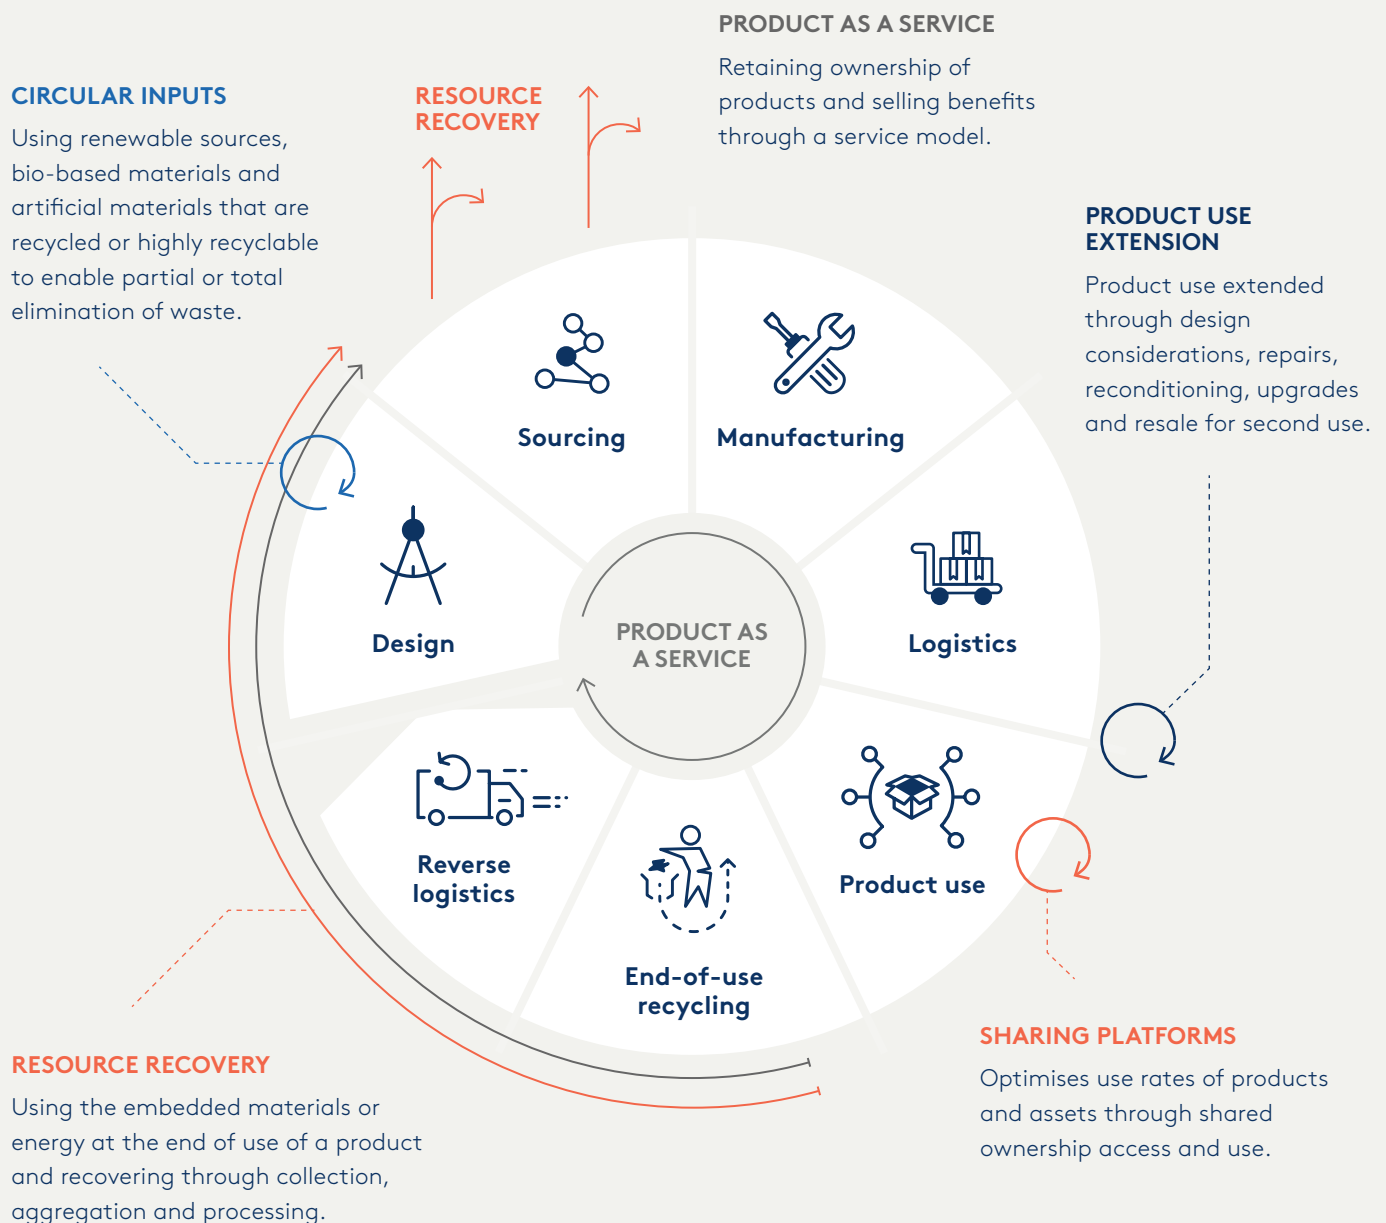 PRODUCT AS A SERVICE
Retaining ownership of
products and selling benefits
through a service model.
CIRCULAR INPUTS
Using renewable sources,
bio-based materials and
artificial materials that are
recycled or highly recyclable
to enable partial or total
elimination of waste.
RESOURCE
RECOVERY
PRODUCT USE
EXTENSION
Product use extended
through design
considerations, repairs,
reconditioning, upgrades
and resale for second use.
Sourcing
Manufacturing
Design
PRODUCT AS
A SERVICE
Logistics
Reverse
logistics
Product use
End-of-use
recycling
RESOURCE RECOVERY
Using the embedded materials or
energy at the end of use of a product
and recovering through collection,
aggregation and processing.
SHARING PLATFORMS
Optimises use rates of products
and assets through shared
ownership access and use.